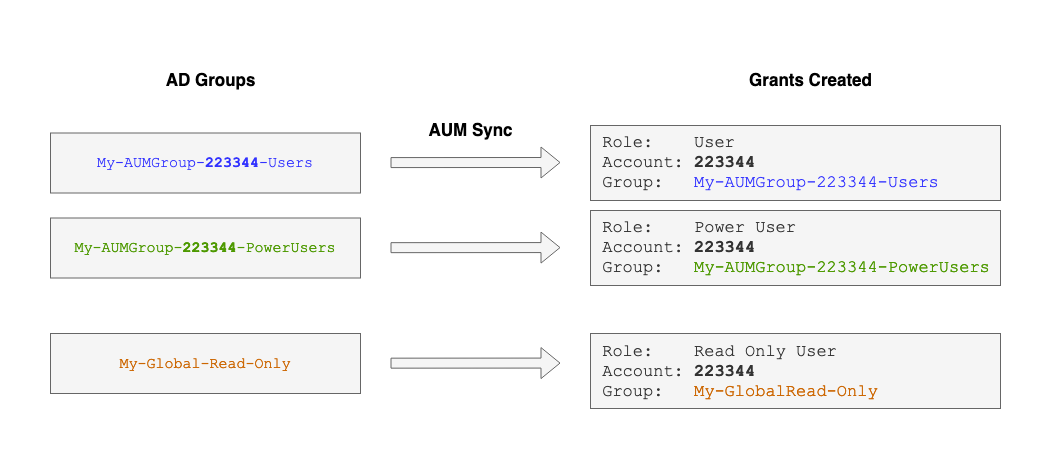 AD Groups
Grants Created
AUM Sync
My-AUMGroup-223344-Users
Role: User
Account: 223344
Group: My-AUMGroup-223344-Users
My-AUMGroup-223344-PowerUsers
Role: Power User
Account: 223344
Group: My-AUMGroup-223344-PowerUsers
My-Global-Read-Only
Role: Read Only User
Account: 223344
Group: My-GlobalRead-Only